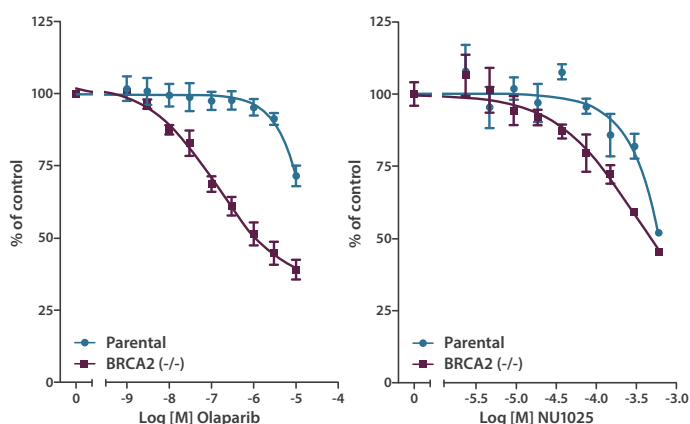 125
100
75
50
25
0
% of control
Parental
BRCA2 (-/-)
0 -9 -8 -7 -6 -5 -4
Log [M] Olaparib
125
100
75
50
25
0
% of control
Parental
BRCA2 (-/-)
0 -5.5 -5.0 -4.5 -4.0 -3.5 -3.0
Log [M] NU1025